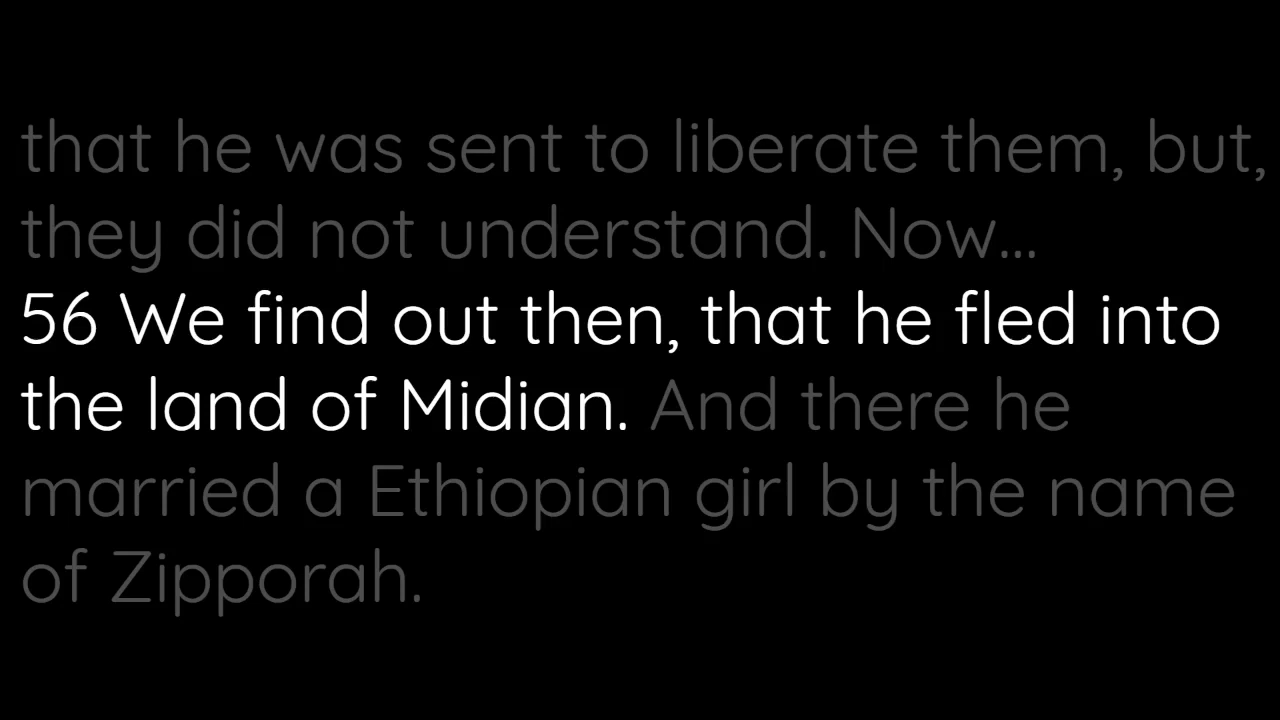 that he was sent to liberate them, but,
they did not understand. Now...
56 We find out then, that he fled into
the land of Midian. And there he
married a Ethiopian girl by the name
of Zipporah.